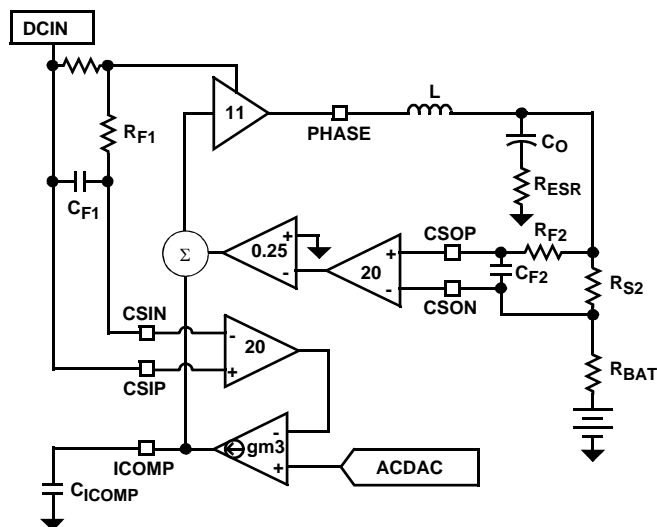 DCIN
L
11
PHASE
RF1
CO
RESR
CF1
CSOP
RF2
Σ
0.25
+
-
20
+
-
CF2
CSON
RS2
CSIN
-
20
+
CSIP
RBAT
-
gm3
+
ICOMP
ACDAC
CICOMP